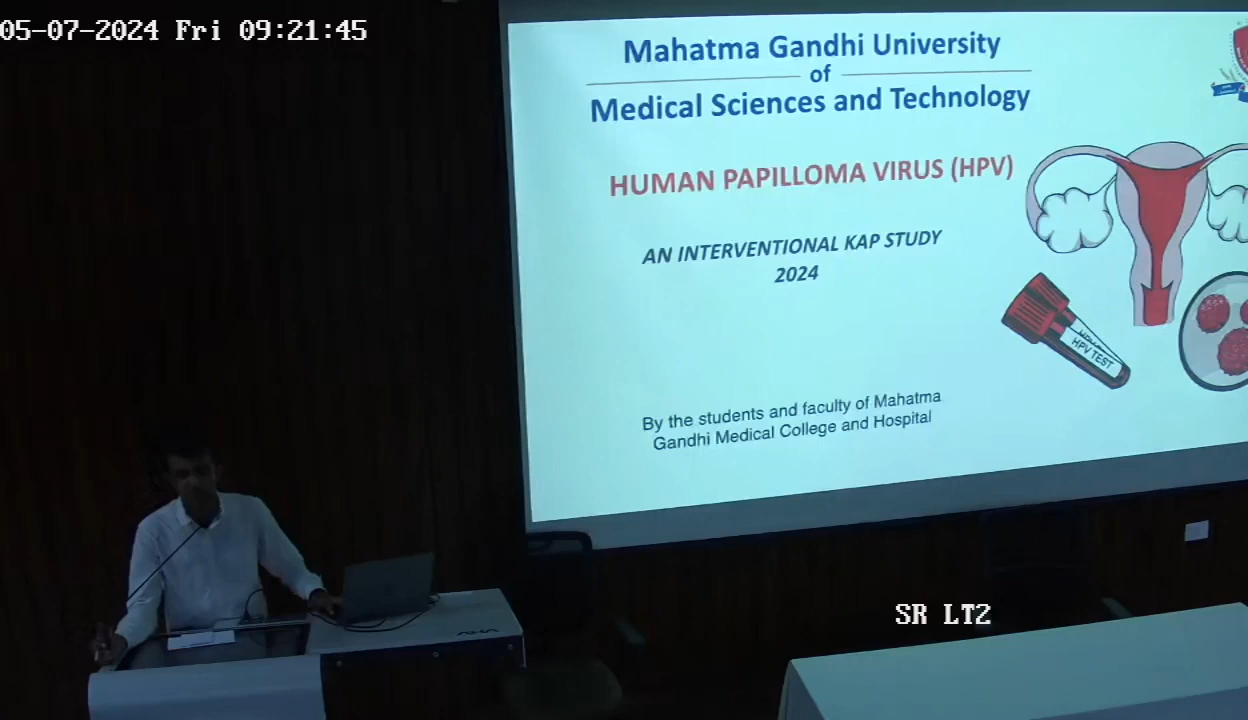 05-07-2024 Fri 09:21:45
Mahatma Gandhi University
of
Medical Sciences and Technology
HUMAN PAPILLOMA VIRUS (HPV)
AN INTERVENTIONAL KAP STUDY
2024
HPV TEST
By the students and faculty of Mahatma
Gandhi Medical College and Hospital
SR LT2